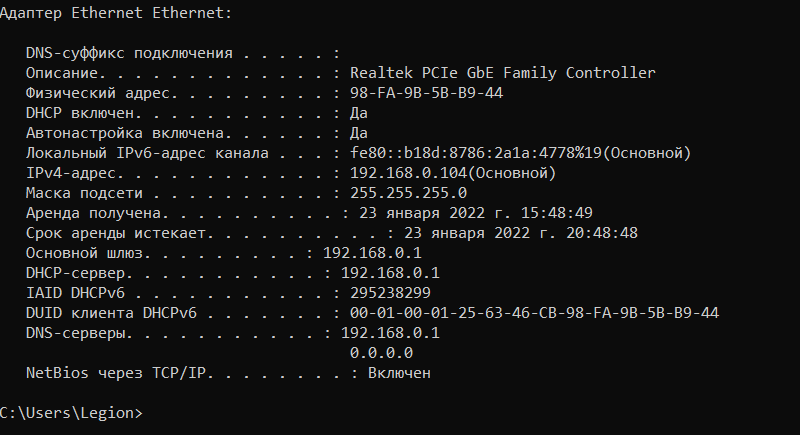 Адаптер Ethernet Ethernet:
DNS-суффикс подключения . . . . . :
Описание. . . . . . . . . . . . . : Realtek PCIe GbE Family Controller
Физический адрес. . . . . . . . . : 98-FA-9B-5B-B9-44
DHCP включен. . . . . . . . . . . : Да
Автонастройка включена. . . . . . : Да
Локальный IPv6-адрес канала . . . : fe80::b18d:8786:2a1a:4778%19(Основной)
IPv4-адрес. . . . . . . . . . . . : 192.168.0.104(Основной)
Маска подсети . . . . . . . . . . : 255.255.255.0
Аренда получена. . . . . . . . . . : 23 января 2022 г. 15:48:49
Срок аренды истекает. . . . . . . . . . : 23 января 2022 г. 20:48:48
Основной шлюз. . . . . . . . . : 192.168.0.1
DHCP-сервер. . . . . . . . . . . : 192.168.0.1
IAID DHCPv6 . . . . . . . . . . . : 295238299
DUID клиента DHCPv6 . . . . . . . : 00-01-00-01-25-63-46-CB-98-FA-9B-5B-B9-44
DNS-серверы. . . . . . . . . . . : 192.168.0.1
0.0.0.0
NetBios через TCP/IP. . . . . . . . : Включен
C:\Users\Legion>